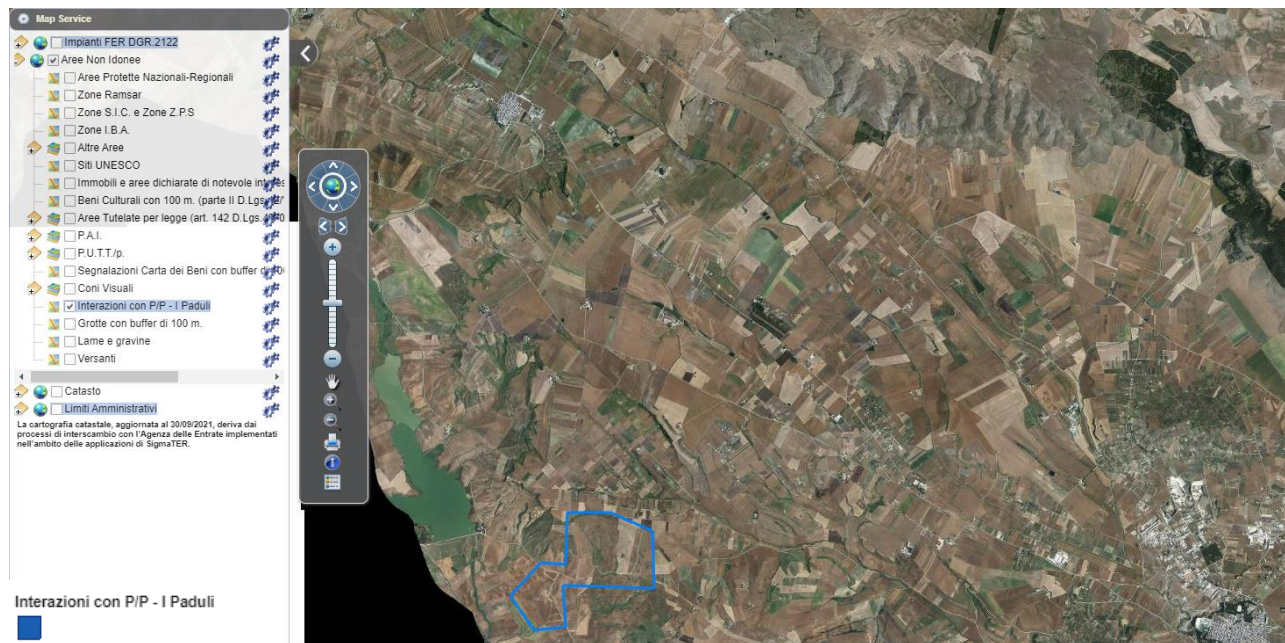 Map Service
Impianti FER DGR.2122
Aree Non Idonee
Aree Protette Nazionali-Regionali
Zone Ramsar
Zone S.I.C. e Zone Z.P.S
Zone I.B.A.
Altre Aree
Siti UNESCO
Immobili e aree dichiarate di notevole
Beni Culturali con 100 m. (parte II D.Lgs.
Aree Tutelate per legge (art. 142 D.Lgs.
P.A.I.
P.U.T.T./p.
Segnalazioni Carta dei Beni con buffer
Coni Visuali
Interazioni con P/P - I Paduli
Grotte con buffer di 100 m.
Lame e gravine
Versanti
Catasto
Limiti Amministrativi
La cartografia catastale, aggiornata al 30/09/2021, deriva dai
processi di interscambio con l'Agenzia delle Entrate implementati
nell'ambito delle applicazioni di SigmaTER.
Interazioni con P/P - I Paduli